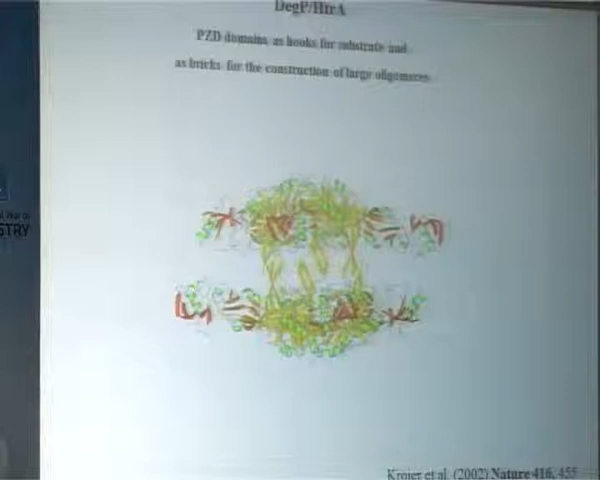 DegP/HtrA
PZD domains as hooks for substrate and
as bricks for the construction of large oligomeres
STRY
Krojer et al. (2002) Nature 416, 455